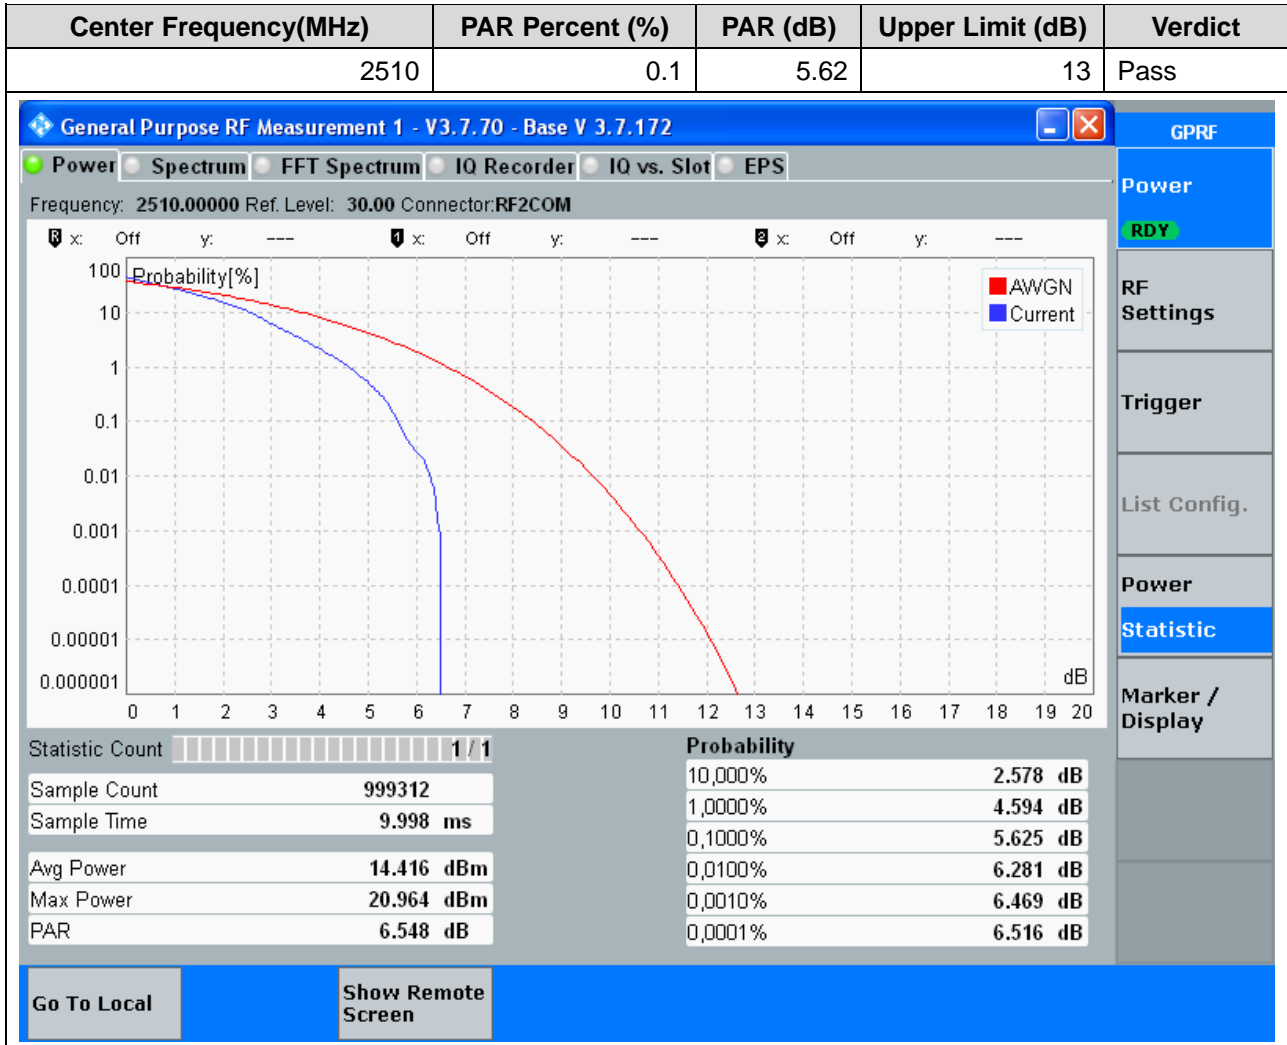 Center Frequency(MHz) PAR Percent (%) PAR (dB) Upper Limit (dB) Verdict
2510 0.1 5.62 13 Pass
General Purpose RF Measurement 1 - V3.7.70 - Base V 3.7.172
GPRF
Power Spectrum FFT Spectrum IQ Recorder IQ vs. Slot EPS
Frequency: 2510.00000 Ref. Level: 30.00 Connector:RF2COM
R x: Off y: --- 1 x: Off y: --- 2 x: Off y: ---
Probability[%]
AWGN
Current
100
10
1
0.1
0.01
0.001
0.0001
0.00001
0.000001
dB
0 1 2 3 4 5 6 7 8 9 10 11 12 13 14 15 16 17 18 19 20
Statistic Count 1 / 1
Sample Count 999312
Sample Time 9.998 ms
Avg Power 14.416 dBm
Max Power 20.964 dBm
PAR 6.548 dB
Probability
10,000% 2.578 dB
1,0000% 4.594 dB
0,1000% 5.625 dB
0,0100% 6.281 dB
0,0010% 6.469 dB
0,0001% 6.516 dB
Power
RDY
RF
Settings
Trigger
List Config.
Power
Statistic
Marker /
Display
Go To Local
Show Remote
Screen